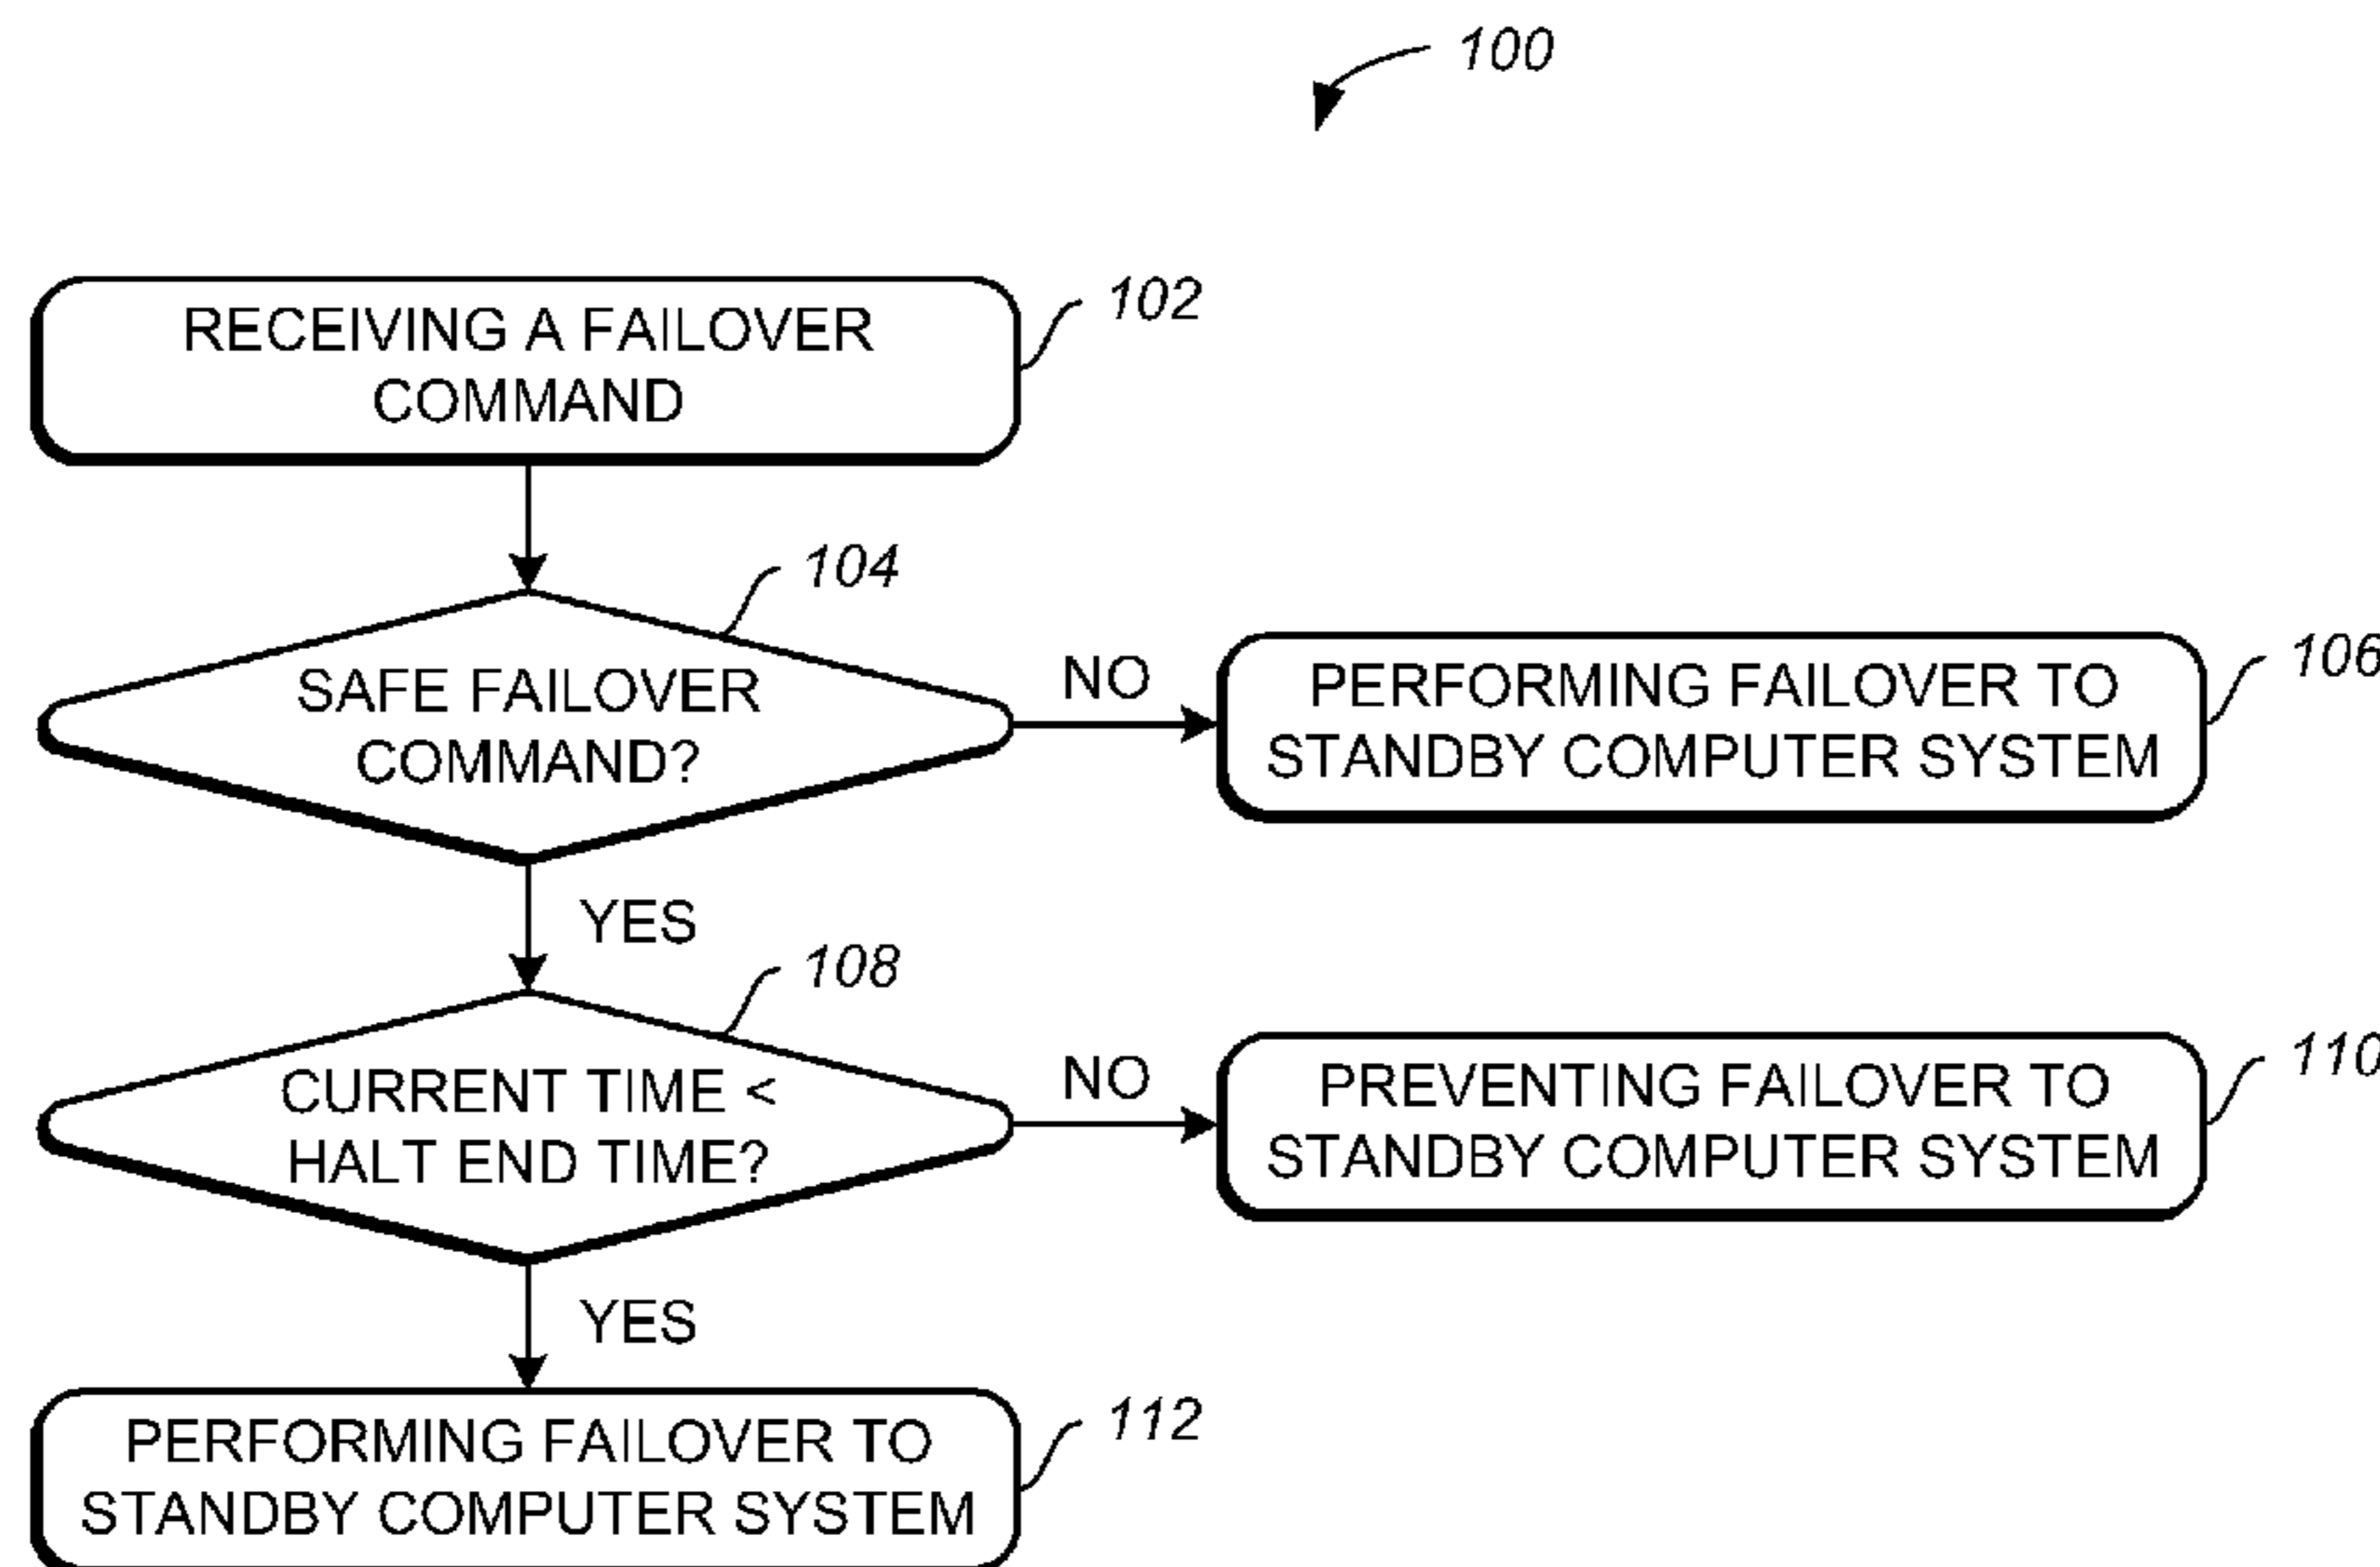 100
RECEIVING A FAILOVER
COMMAND
102
104
SAFE FAILOVER
COMMAND?
NO
PERFORMING FAILOVER TO
STANDBY COMPUTER SYSTEM
106
YES
108
CURRENT TIME <
HALT END TIME?
NO
PREVENTING FAILOVER TO
STANDBY COMPUTER SYSTEM
110
YES
PERFORMING FAILOVER TO
STANDBY COMPUTER SYSTEM
112